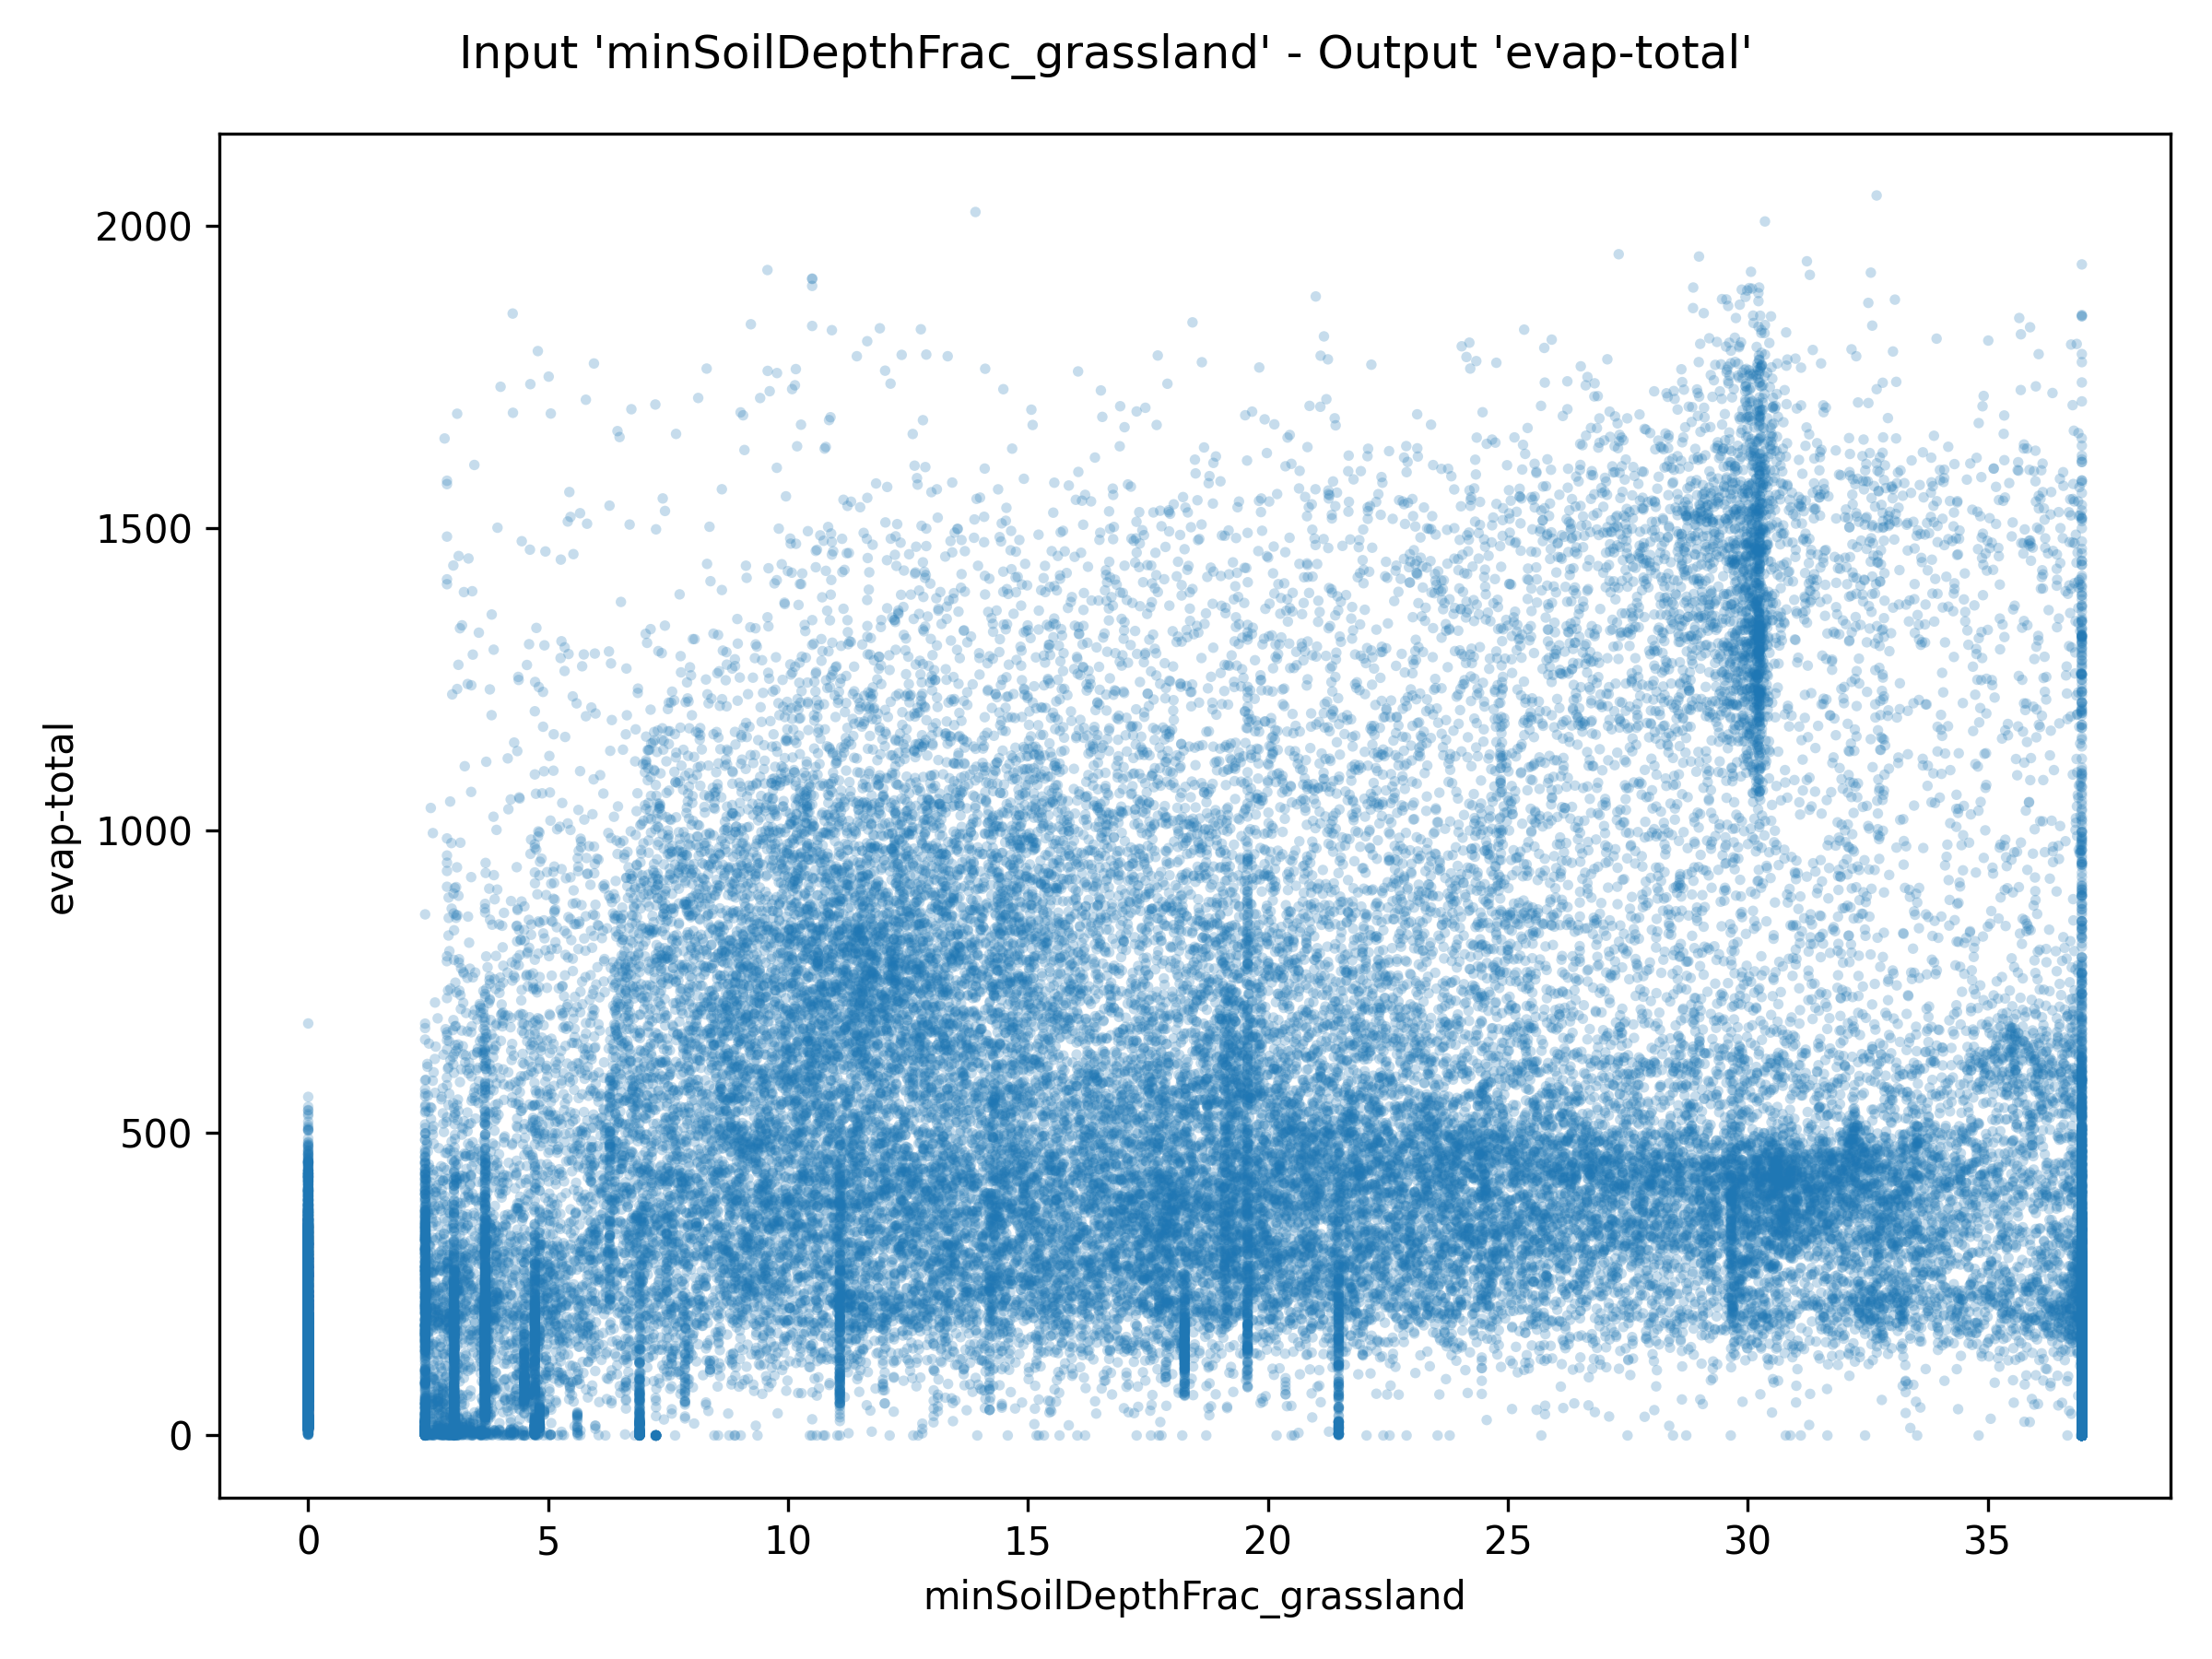 Input 'minSoilDepthFrac_grassland' - Output 'evap-total'
2000
1500
1000
500
0
evap-total
0 5 10 15 20 25 30 35
minSoilDepthFrac_grassland